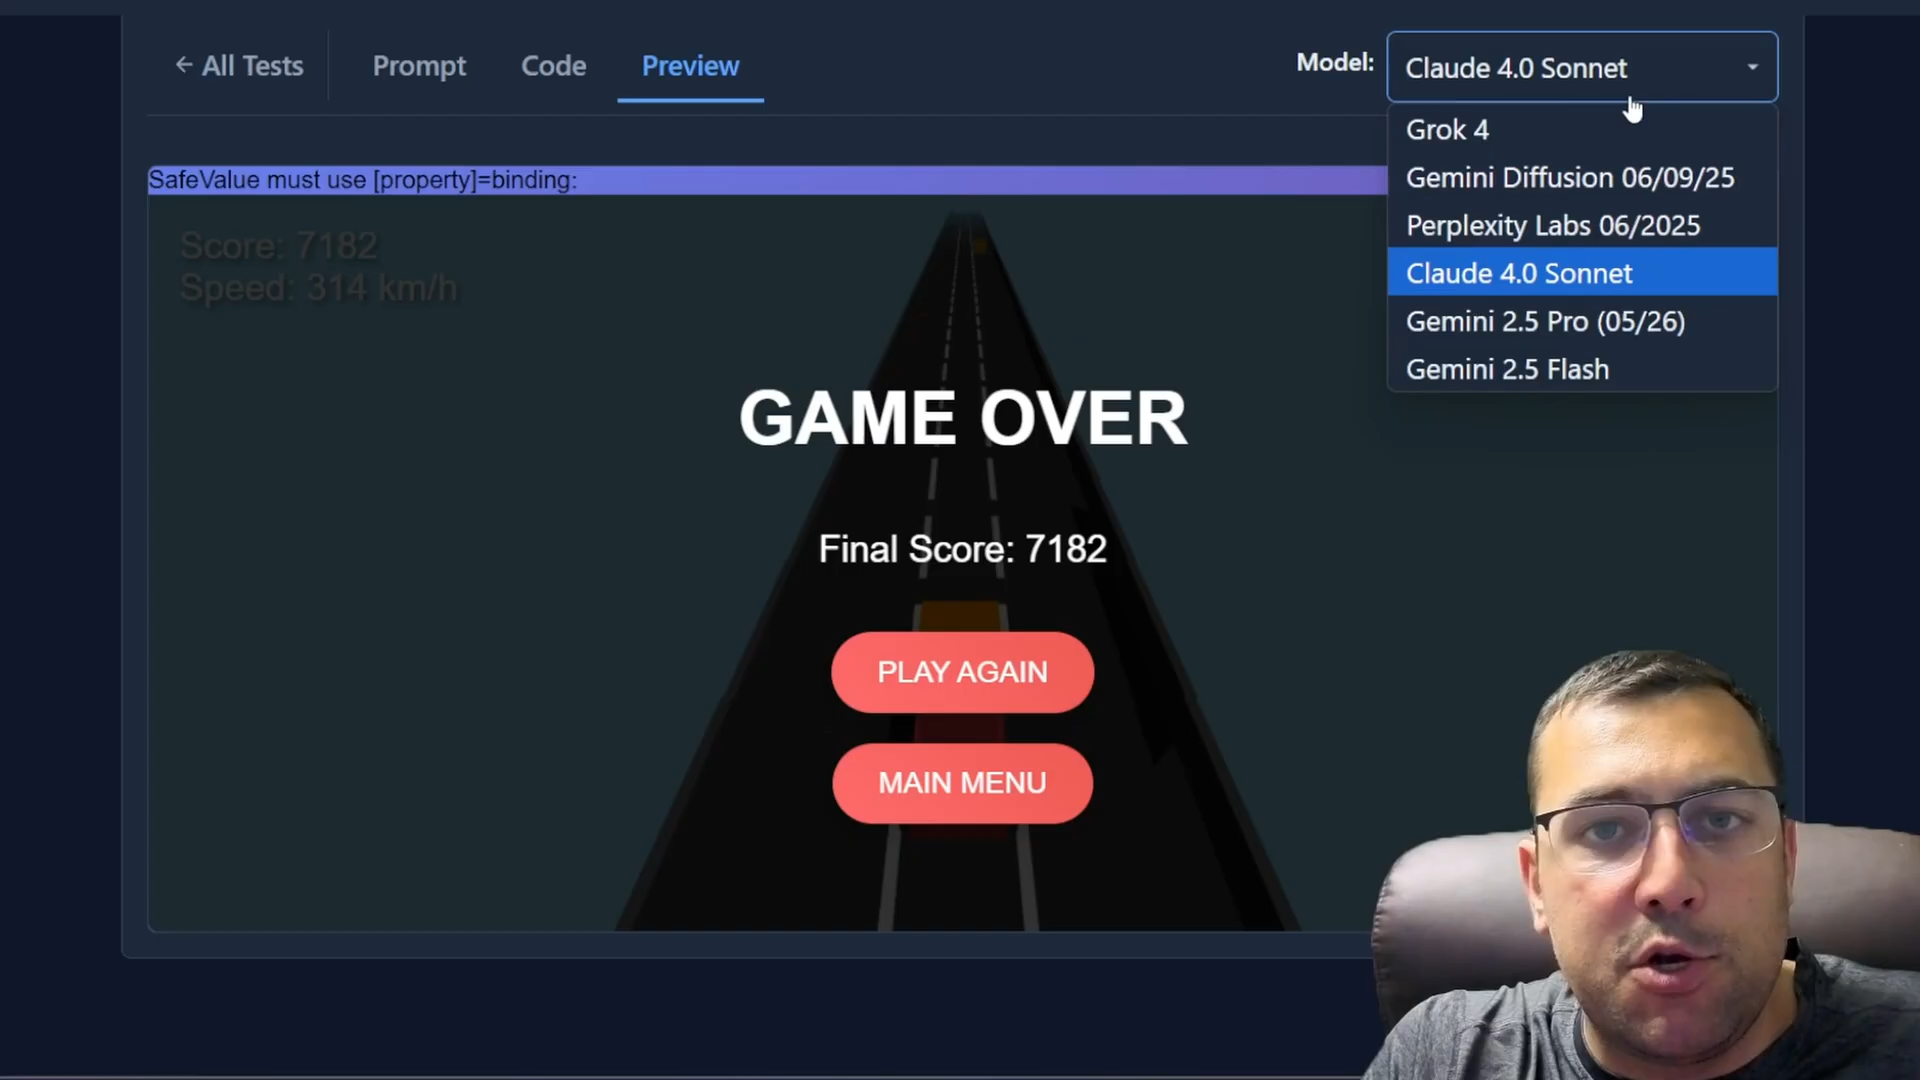 ← All Tests
Prompt
Code
Preview
Model:
Claude 4.0 Sonnet
Grok 4
Gemini Diffusion 06/09/25
Perplexity Labs 06/2025
Claude 4.0 Sonnet
Gemini 2.5 Pro (05/26)
Gemini 2.5 Flash
SafeValue must use [property]=binding:
Score: 7182
Speed: 314 km/h
GAME OVER
Final Score: 7182
PLAY AGAIN
MAIN MENU